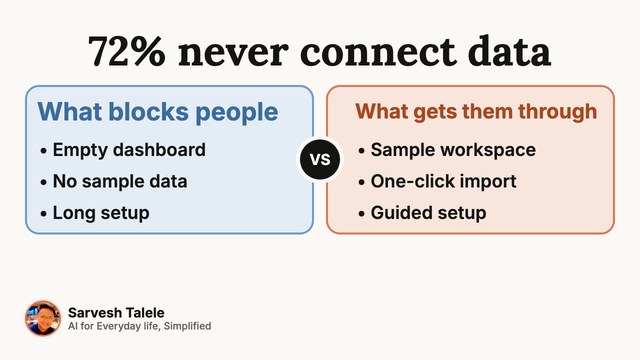 72% never connect data
What blocks people
• Empty dashboard
• No sample data
• Long setup
VS
What gets them through
• Sample workspace
• One-click import
• Guided setup
Sarvesh Talele
AI for Everyday life, Simplified